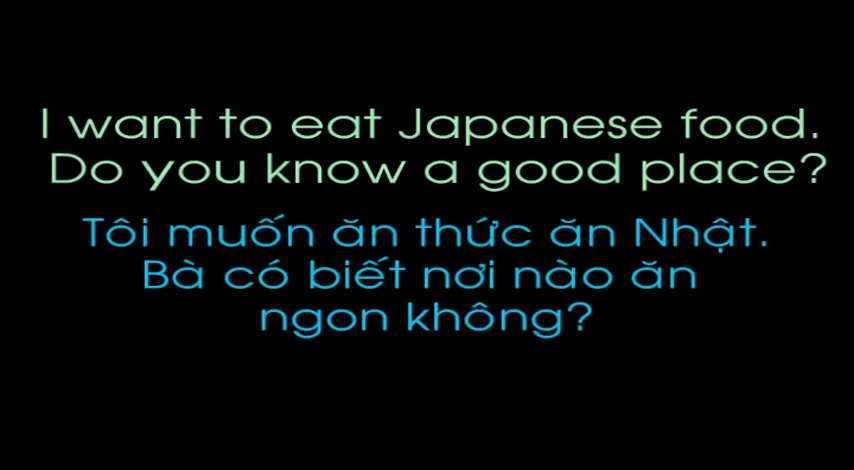 I want to eat Japanese food.
Do you know a good place?
Tôi muốn ăn thức ăn Nhật.
Bà có biết nơi nào ăn
ngon không?